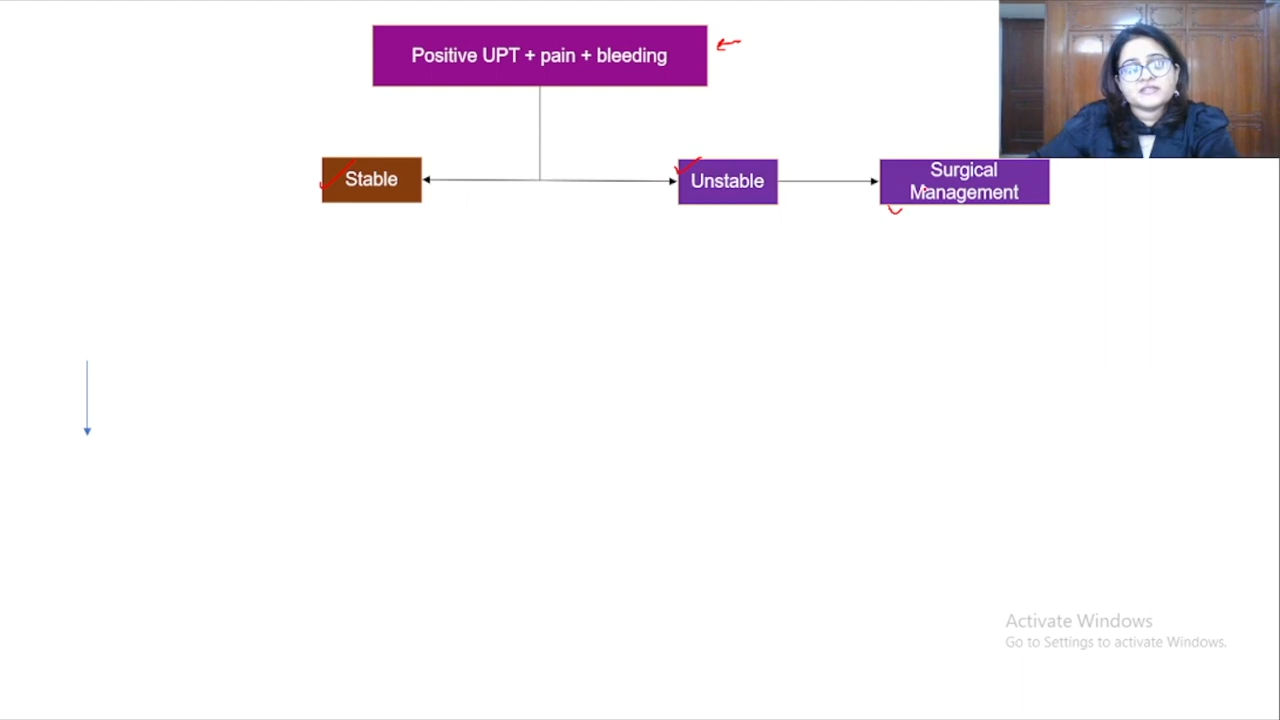 Positive UPT + pain + bleeding
Stable
Unstable
Surgical
Management
Activate Windows
Go to Settings to activate Windows.